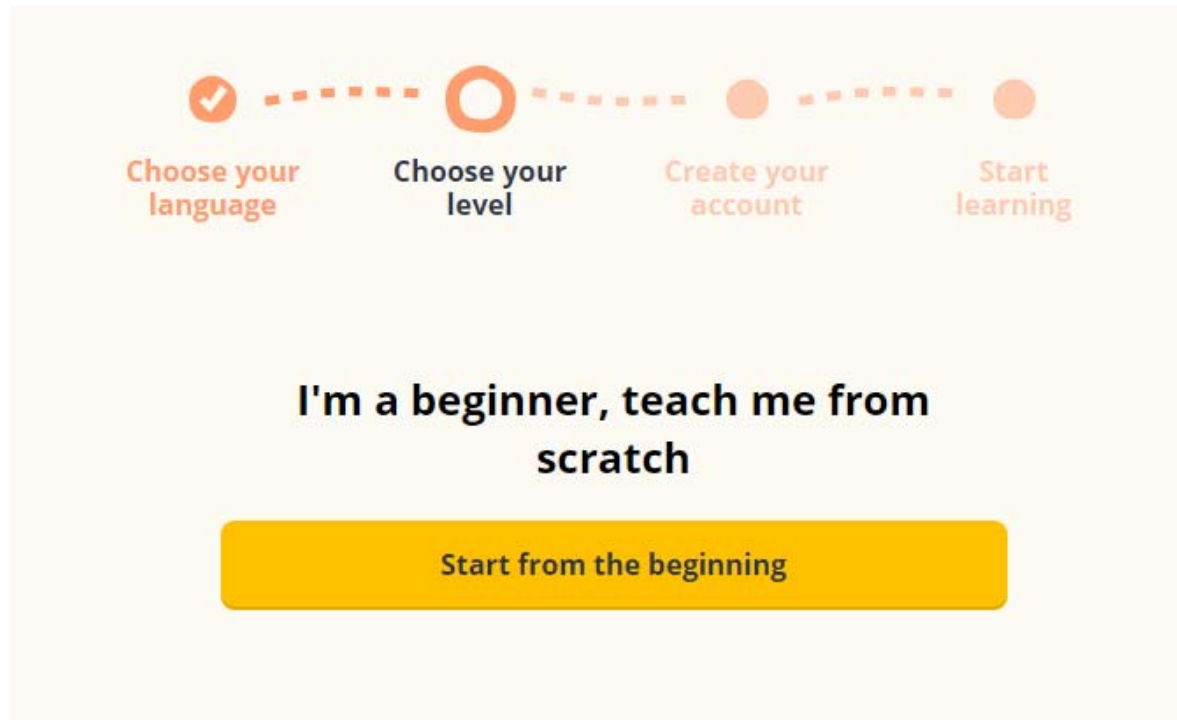 Choose your
language
Choose your
level
Create your
account
Start
learning
I'm a beginner, teach me from
scratch
Start from the beginning